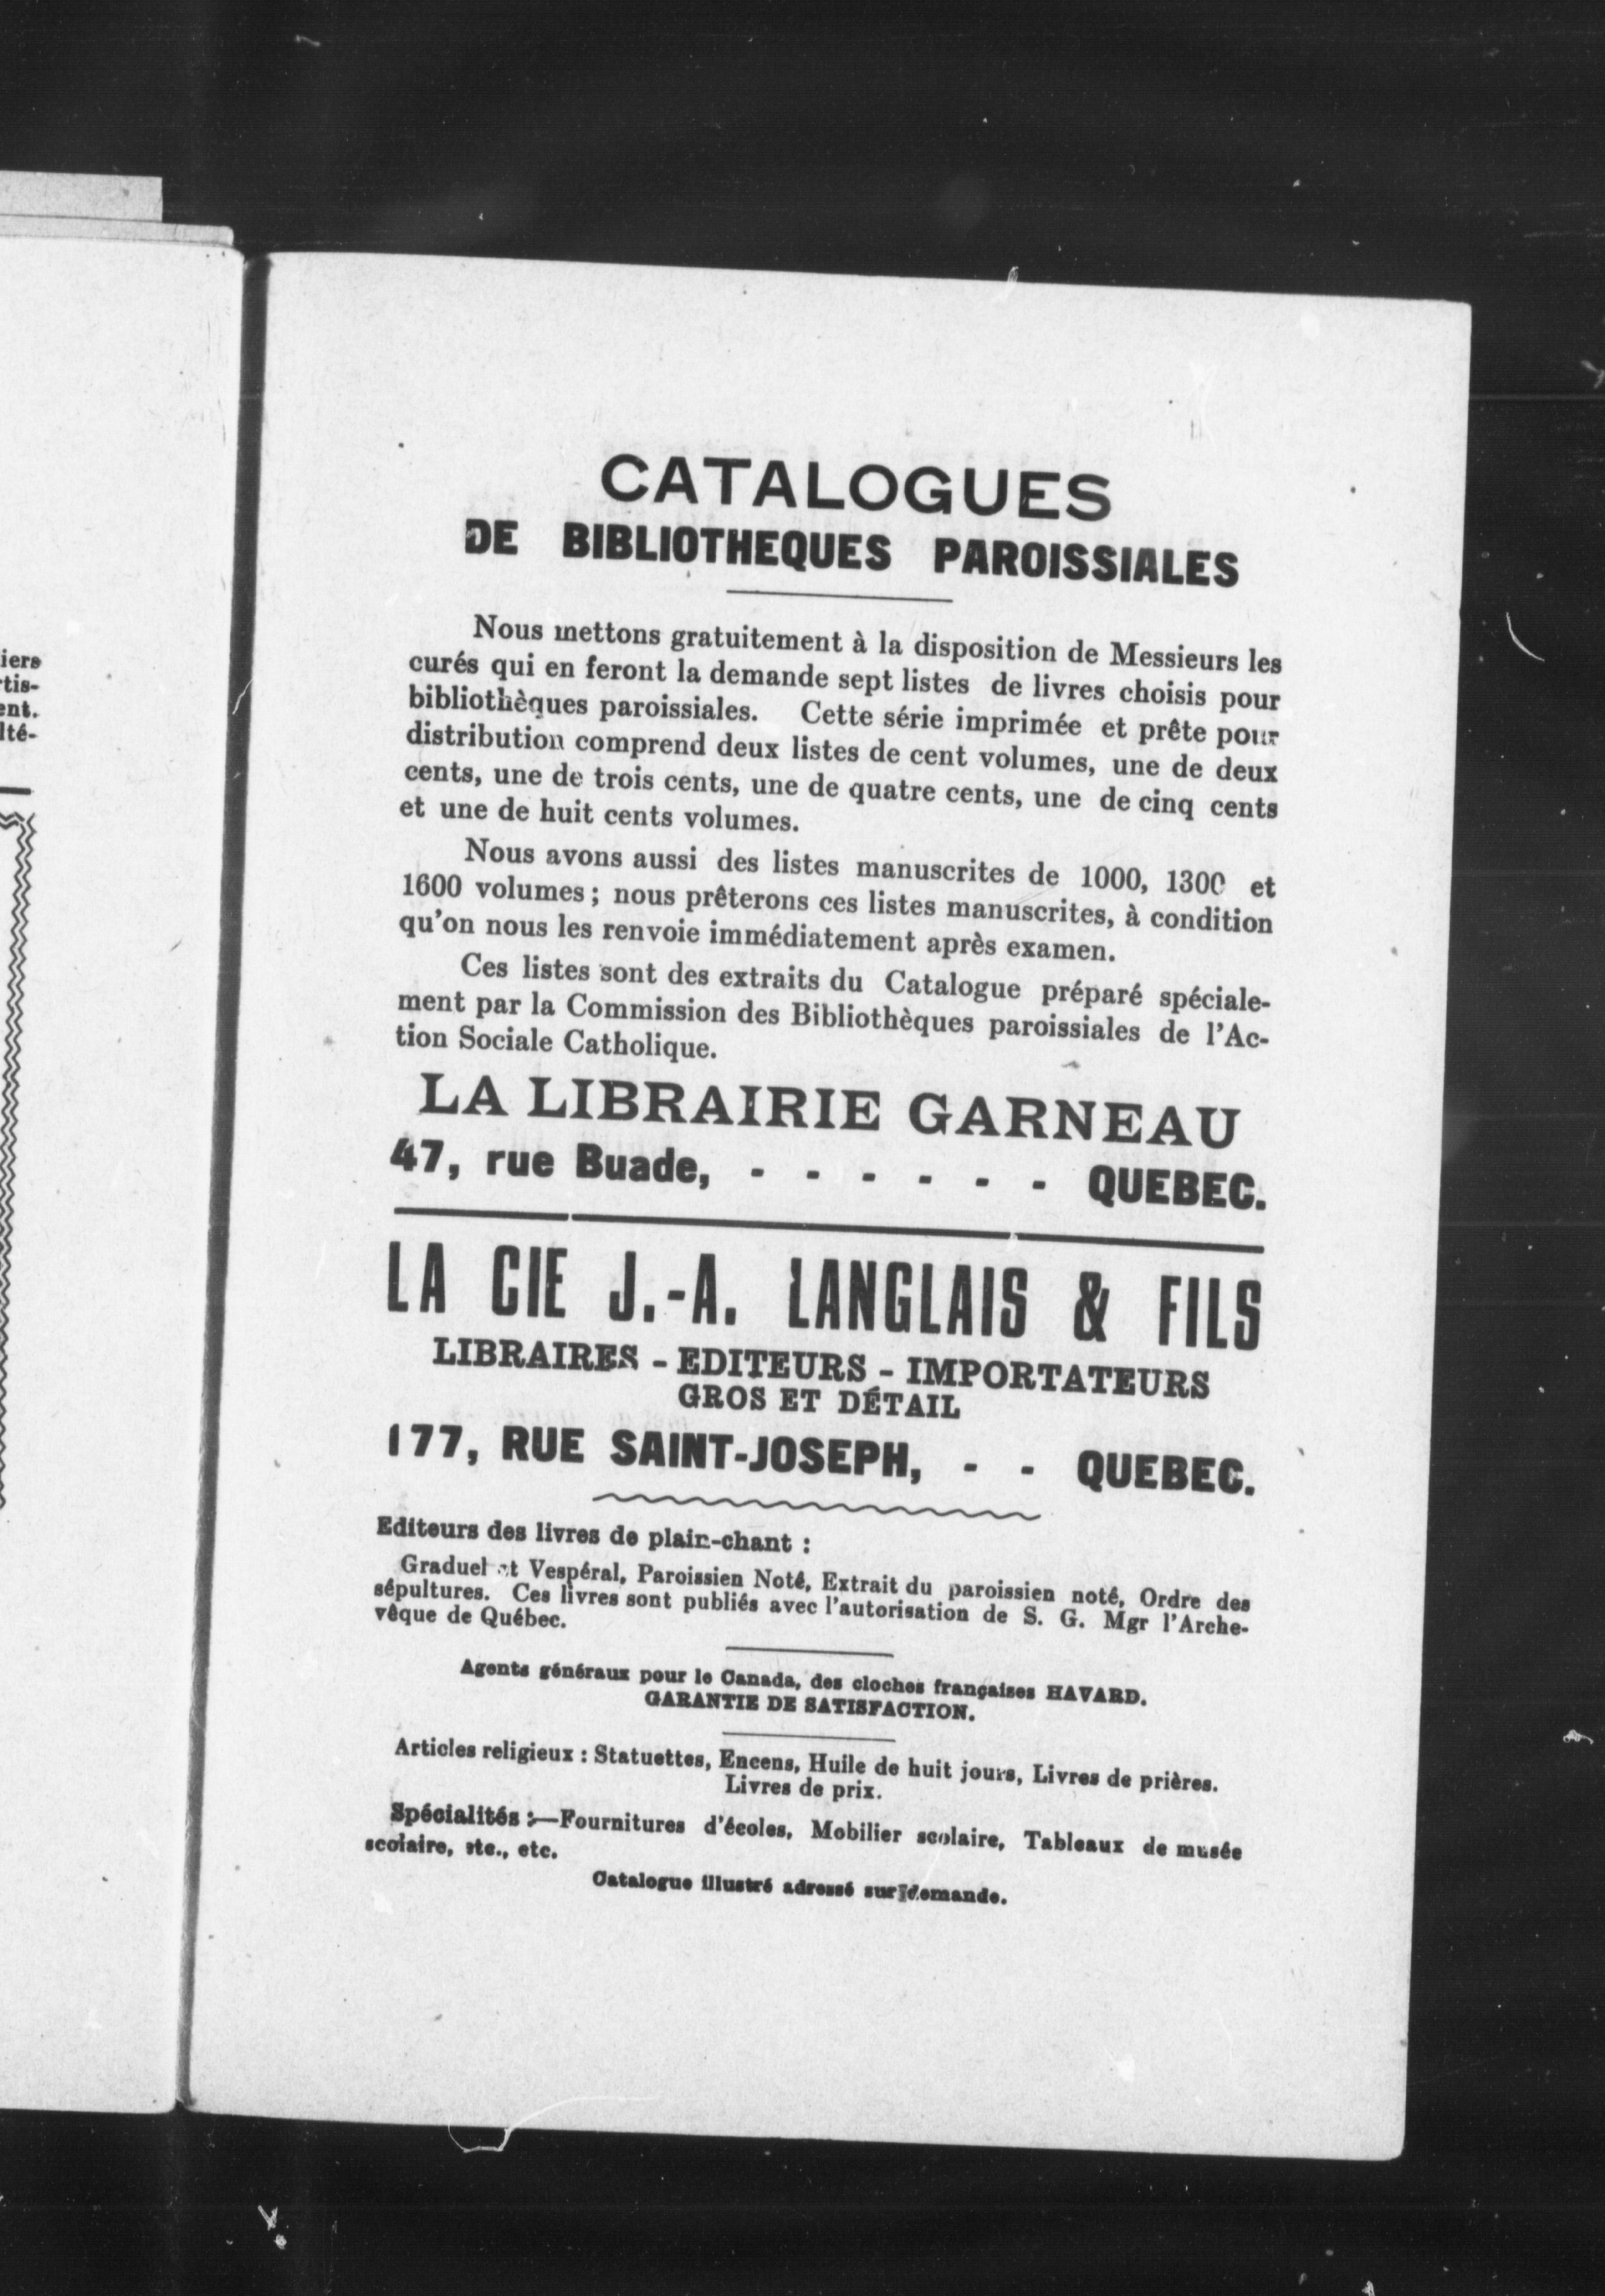 iers
tis-
ent.
lté-
CATALOGUES
DE BIBLIOTHEQUES PAROISSIALES
Nous mettons gratuitement à la disposition de Messieurs les
curés qui en feront la demande sept listes de livres choisis pour
bibliothèques paroissiales. Cette série imprimée et prête pour
distribution comprend deux listes de cent volumes, une de deux
cents, une de trois cents, une de quatre cents, une de cinq cents
et une de huit cents volumes.
Nous avons aussi des listes manuscrites de 1000, 1300 et
1600 volumes ; nous prêterons ces listes manuscrites, à condition
qu'on nous les renvoie immédiatement après examen.
Ces listes sont des extraits du Catalogue préparé spéciale-
ment par la Commission des Bibliothèques paroissiales de l'Ac-
tion Sociale Catholique.
LA LIBRAIRIE GARNEAU
47, rue Buade, - - - - - - QUEBEC.
LA CIE J.-A. LANGLAIS & FILS
LIBRAIRES - EDITEURS - IMPORTATEURS
GROS ET DÉTAIL
177, RUE SAINT-JOSEPH, - - QUEBEC.
Editeurs des livres de plain-chant :
Graduel et Vespéral, Paroissien Noté, Extrait du paroissien noté, Ordre des
sépultures. Ces livres sont publiés avec l'autorisation de S. G. Mgr l'Arche-
vêque de Québec.
Agents généraux pour le Canada, des cloches françaises HAVARD.
GARANTIE DE SATISFACTION.
Articles religieux : Statuettes, Encens, Huile de huit jours, Livres de prières.
Livres de prix.
Spécialités :—Fournitures d'écoles, Mobilier scolaire, Tableaux de musée
scolaire, etc., etc.
Catalogue illustré adressé sur demande.